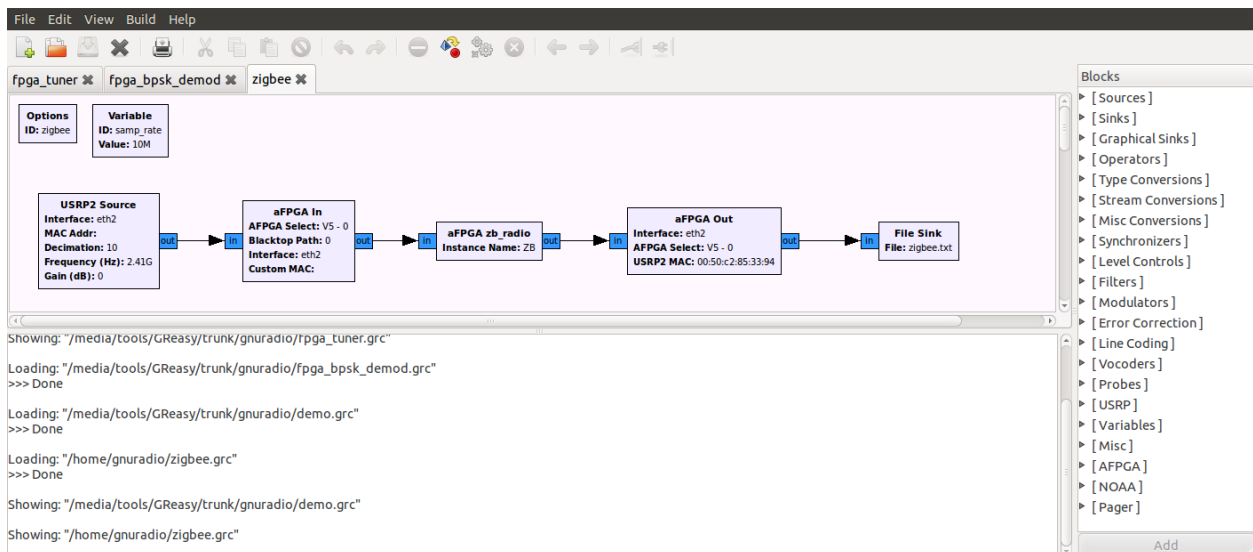 File Edit View Build Help
fpga_tuner fpga_bpsk_demod zigbee
Options
ID: zigbee
Variable
ID: samp_rate
Value: 10M
USRP2 Source
Interface: eth2
MAC Addr:
Decimation: 10
Frequency (Hz): 2.41G
Gain (dB): 0
out
in
aFPGA In
AFPGA Select: V5 - 0
Blacktop Path: 0
Interface: eth2
Custom MAC:
out
in
aFPGA zb_radio
Instance Name: ZB
out
in
aFPGA Out
Interface: eth2
AFPGA Select: V5 - 0
USRP2 MAC: 00:50:c2:85:33:94
out
in
File Sink
File: zigbee.txt
Showing: "/media/tools/GReasy/trunk/gnuradio/fpga_tuner.grc"
Loading: "/media/tools/GReasy/trunk/gnuradio/fpga_bpsk_demod.grc"
>>> Done
Loading: "/media/tools/GReasy/trunk/gnuradio/demo.grc"
>>> Done
Loading: "/home/gnuradio/zigbee.grc"
>>> Done
Showing: "/media/tools/GReasy/trunk/gnuradio/demo.grc"
Showing: "/home/gnuradio/zigbee.grc"
Blocks
[ Sources ]
[ Sinks ]
[ Graphical Sinks ]
[ Operators ]
[ Type Conversions ]
[ Stream Conversions ]
[ Misc Conversions ]
[ Synchronizers ]
[ Level Controls ]
[ Filters ]
[ Modulators ]
[ Error Correction ]
[ Line Coding ]
[ Vocoders ]
[ Probes ]
[ USRP ]
[ Variables ]
[ Misc ]
[ AFPGA ]
[ NOAA ]
[ Pager ]
Add